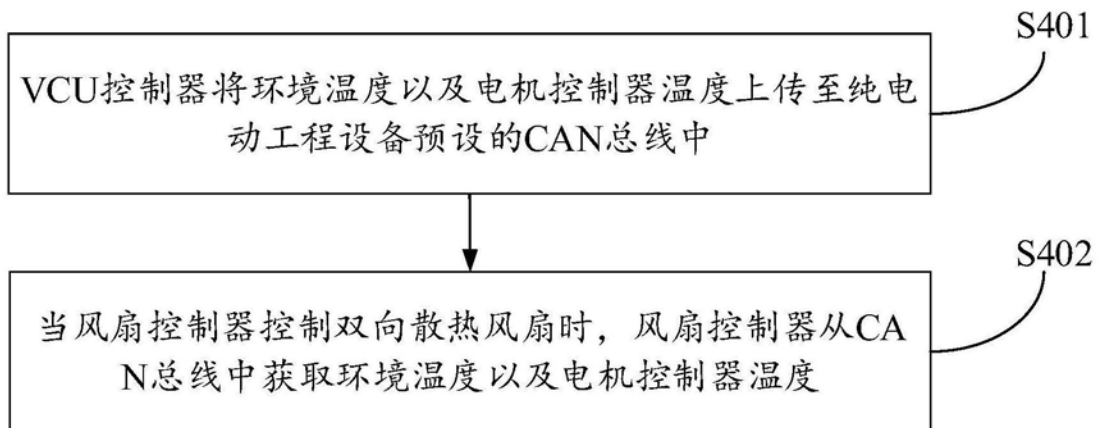 S401
VCU控制器将环境温度以及电机控制器温度上传至纯电
动工程设备预设的CAN总线中
S402
当风扇控制器控制双向散热风扇时，风扇控制器从CA
N总线中获取环境温度以及电机控制器温度